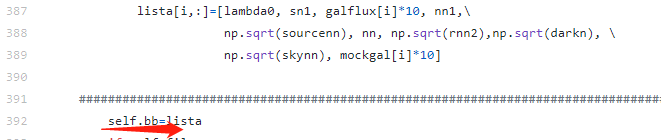 387 lista[i,:]=[lambda0, sn1, galflux[i]*10, nn1,\
388 np.sqrt(sourcenn), nn, np.sqrt(rnn2),np.sqrt(darkn), \
389 np.sqrt(skynn), mockgal[i]*10]
390
391 ################################################################################
392 self.bb=lista